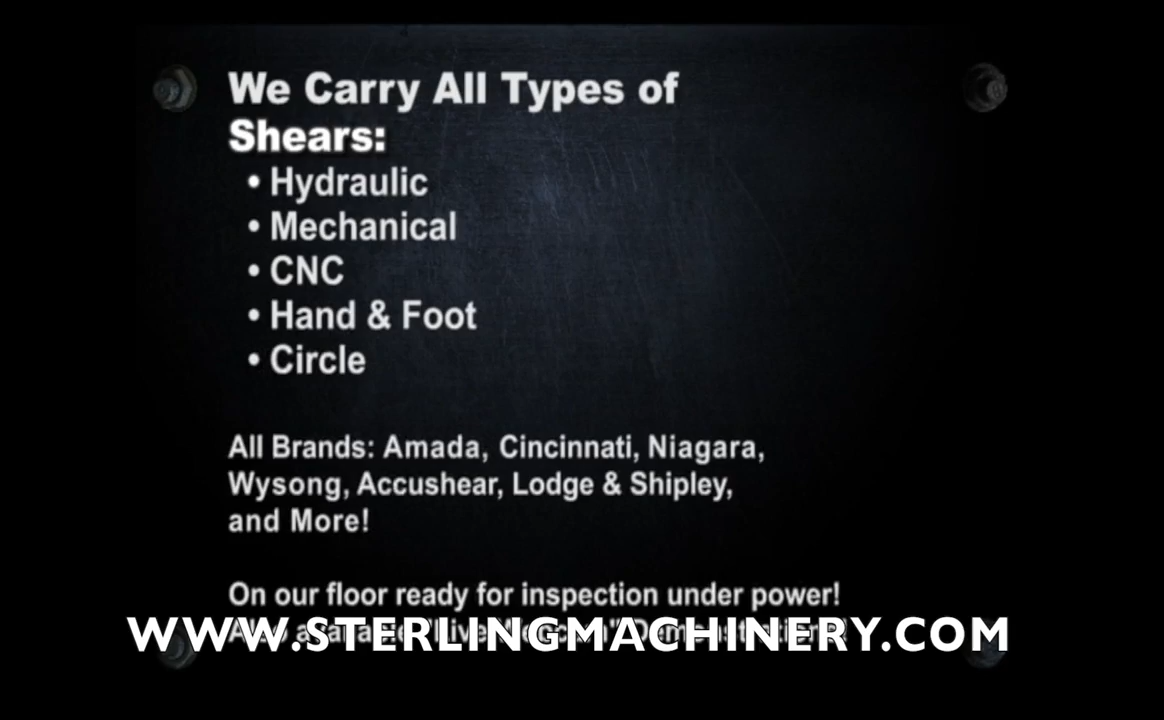 We Carry All Types of
Shears:
• Hydraulic
• Mechanical
• CNC
• Hand & Foot
• Circle
All Brands: Amada, Cincinnati, Niagara,
Wysong, Accushear, Lodge & Shipley,
and More!
On our floor ready for inspection under power!
WWW.STERLINGMACHINERY.COM